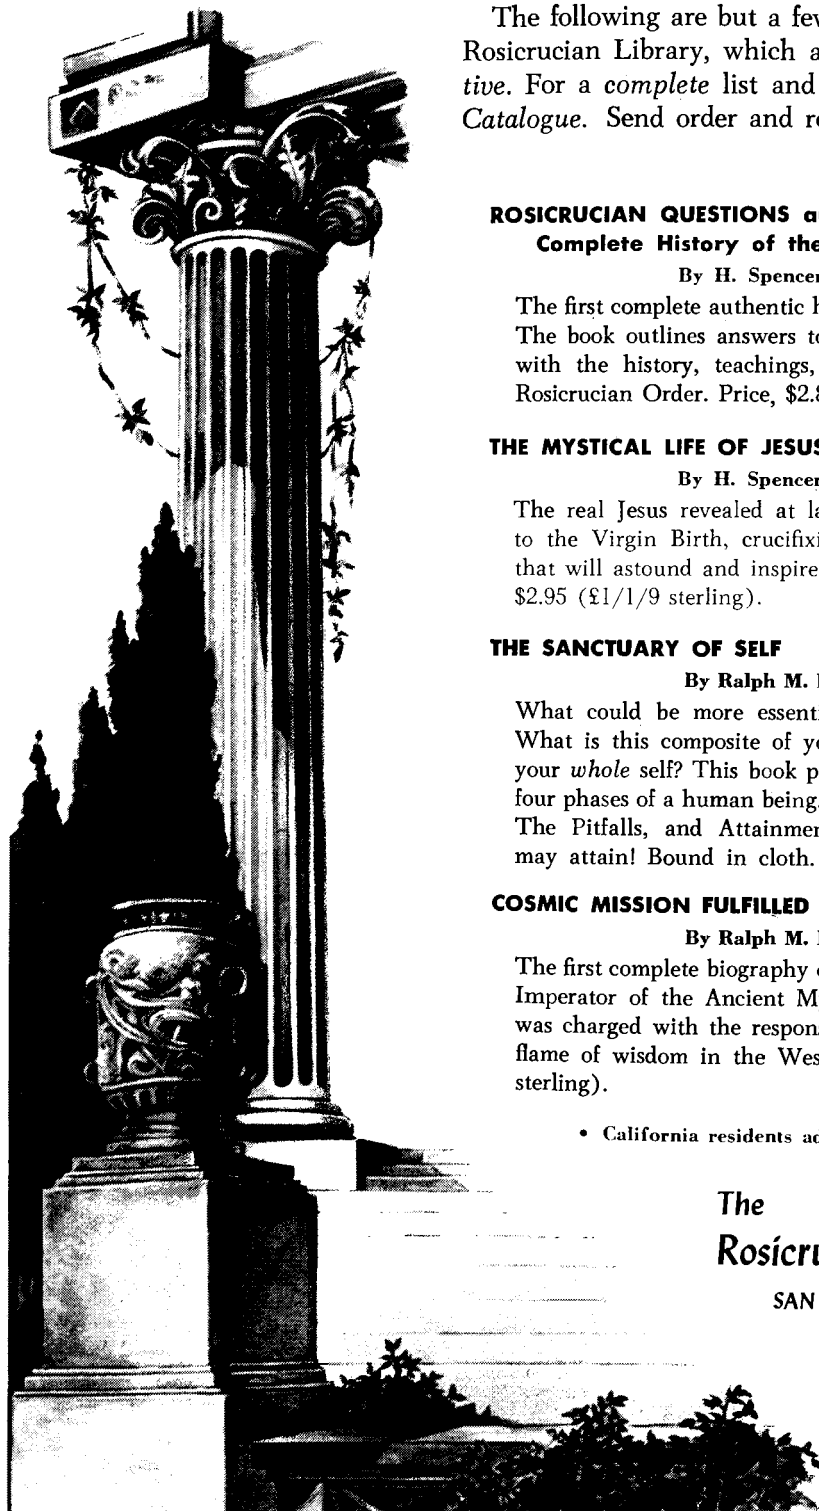 The following are but a few
Rosicrucian Library, which a
tive. For a complete list and
Catalogue. Send order and re
ROSICRUCIAN QUESTIONS a
Complete History of the
By H. Spencer
The first complete authentic h
The book outlines answers to
with the history, teachings,
Rosicrucian Order. Price, $2.8
THE MYSTICAL LIFE OF JESUS
By H. Spencer
The real Jesus revealed at la
to the Virgin Birth, crucifixi
that will astound and inspire
$2.95 (£1/1/9 sterling).
THE SANCTUARY OF SELF
By Ralph M.
What could be more essenti
What is this composite of yo
your whole self? This book p
four phases of a human being.
The Pitfalls, and Attainmen
may attain! Bound in cloth.
COSMIC MISSION FULFILLED
By Ralph M.
The first complete biography
Imperator of the Ancient My
was charged with the respons
flame of wisdom in the Wes
sterling).
• California residents ad
The
Rosicru
SAN